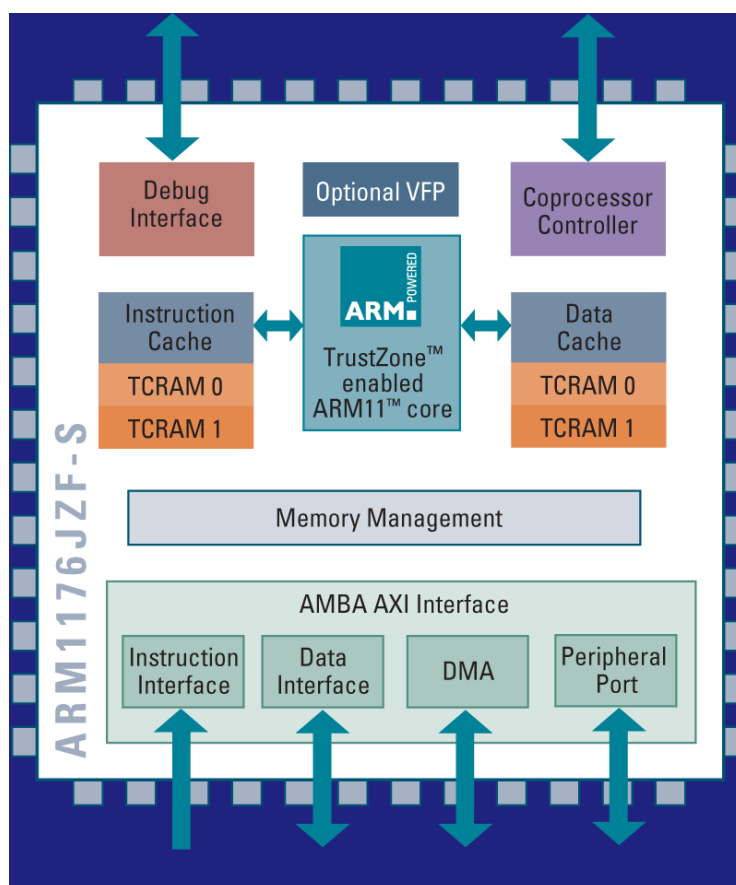 Debug
Interface
Optional VFP
Coprocessor
Controller
Instruction
Cache
TCRAM 0
TCRAM 1
ARM POWERED
TrustZone™
enabled
ARM11™ core
Data
Cache
TCRAM 0
TCRAM 1
ARM1176JZF-S
Memory Management
AMBA AXI Interface
Instruction
Interface
Data
Interface
DMA
Peripheral
Port